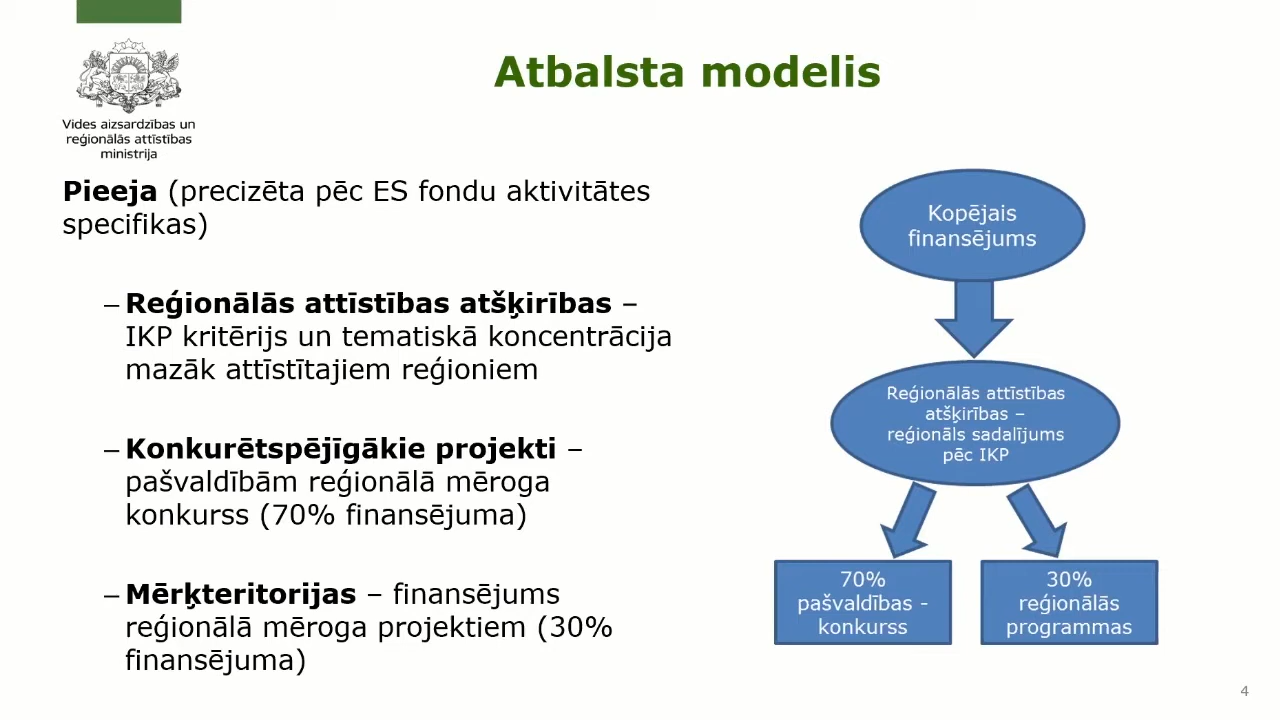 Atbalsta modelis
Vides aizsardzības un
reģionālās attīstības
ministrija
Pieeja (precizēta pēc ES fondu aktivitātes
specifikas)
– Reģionālās attīstības atšķirības –
IKP kritērijs un tematiskā koncentrācija
mazāk attīstītajiem reģioniem
– Konkurētspējīgākie projekti –
pašvaldībām reģionālā mēroga
konkurss (70% finansējuma)
– Mērķteritorijas – finansējums
reģionālā mēroga projektiem (30%
finansējuma)
Kopējais
finansējums
Reģionālās attīstības
atšķirības –
reģionāls sadalījums
pēc IKP
70%
pašvaldības -
konkurss
30%
reģionālās
programmas
4